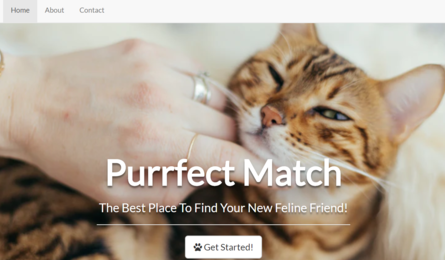 Home About Contact
Purrfect Match
The Best Place To Find Your New Feline Friend!
Get Started!